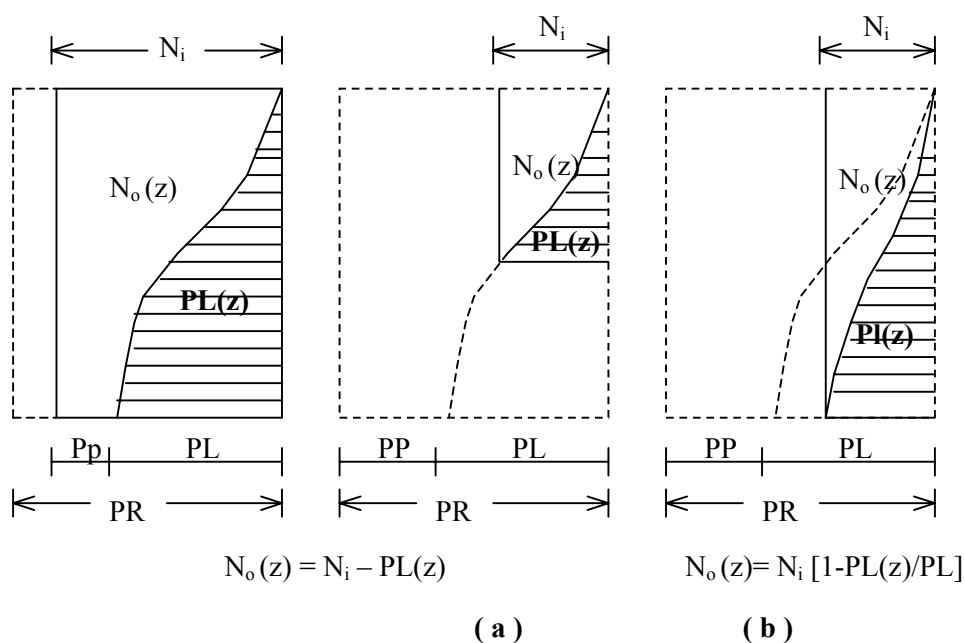 Nᵢ Nᵢ Nᵢ
Nₒ (z) Nₒ (z) Nₒ(z)
PL(z) PL(z) Pl(z)
Pp PL PP PL PP PL
PR PR PR
Nₒ (z) = Nᵢ – PL(z) Nₒ (z)= Nᵢ [1-PL(z)/PL]
( a ) ( b )